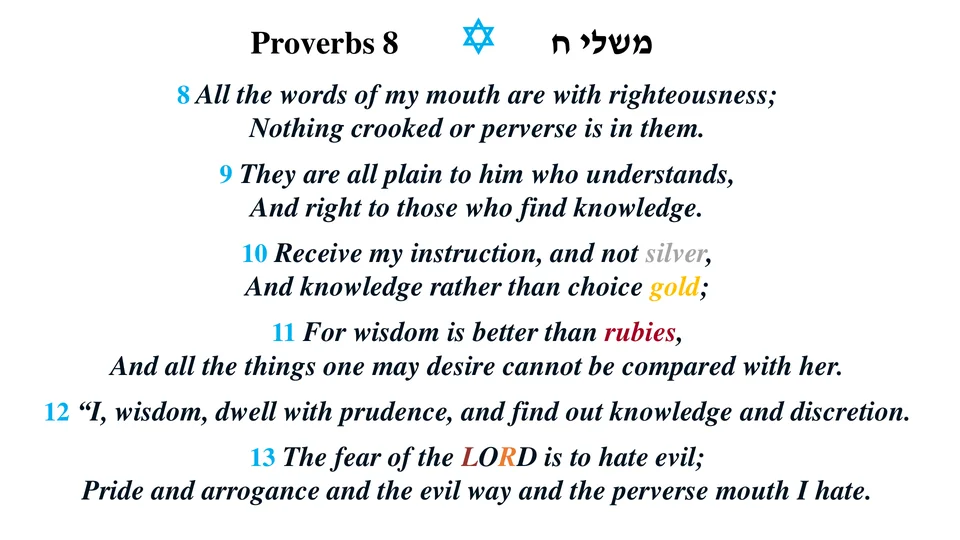 Proverbs 8 ✡ משלי ח
8 All the words of my mouth are with righteousness;
Nothing crooked or perverse is in them.
9 They are all plain to him who understands,
And right to those who find knowledge.
10 Receive my instruction, and not silver,
And knowledge rather than choice gold;
11 For wisdom is better than rubies,
And all the things one may desire cannot be compared with her.
12 “I, wisdom, dwell with prudence, and find out knowledge and discretion.
13 The fear of the LORD is to hate evil;
Pride and arrogance and the evil way and the perverse mouth I hate.